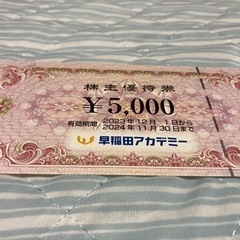 株主優待券
¥5,000
有効期間 2023年12月 1日から
2024年11月30日まで
早稲田アカデミー